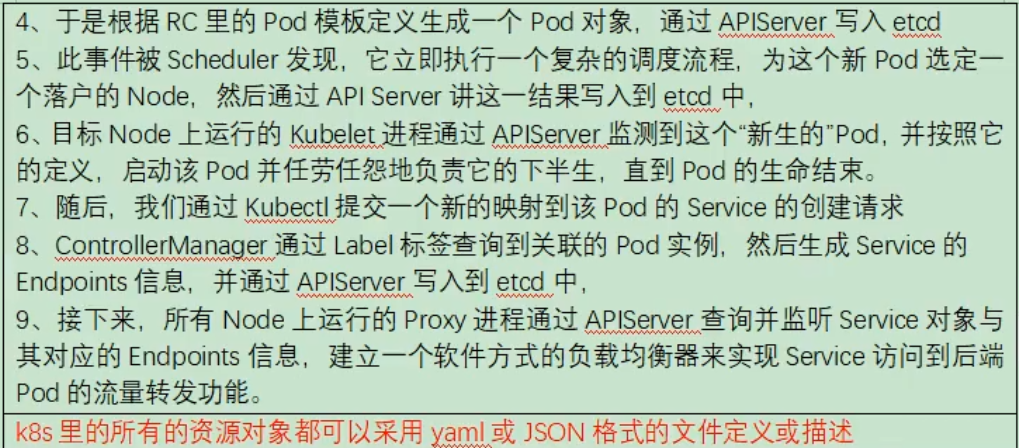 4、于是根据 RC 里的 Pod 模板定义生成一个 Pod 对象，通过 APIServer 写入 etcd
5、此事件被 Scheduler 发现，它立即执行一个复杂的调度流程，为这个新 Pod 选定一
个落户的 Node，然后通过 API Server 讲这一结果写入到 etcd 中，
6、目标 Node 上运行的 Kubelet 进程通过 APIServer 监测到这个“新生的”Pod，并按照它
的定义，启动该 Pod 并任劳任怨地负责它的下半生，直到 Pod 的生命结束。
7、随后，我们通过 Kubectl 提交一个新的映射到该 Pod 的 Service 的创建请求
8、ControllerManager 通过 Label 标签查询到关联的 Pod 实例，然后生成 Service 的
Endpoints 信息，并通过 APIServer 写入到 etcd 中，
9、接下来，所有 Node 上运行的 Proxy 进程通过 APIServer 查询并监听 Service 对象与
其对应的 Endpoints 信息，建立一个软件方式的负载均衡器来实现 Service 访问到后端
Pod 的流量转发功能。
k8s 里的所有的资源对象都可以采用 yaml 或 JSON 格式的文件定义或描述